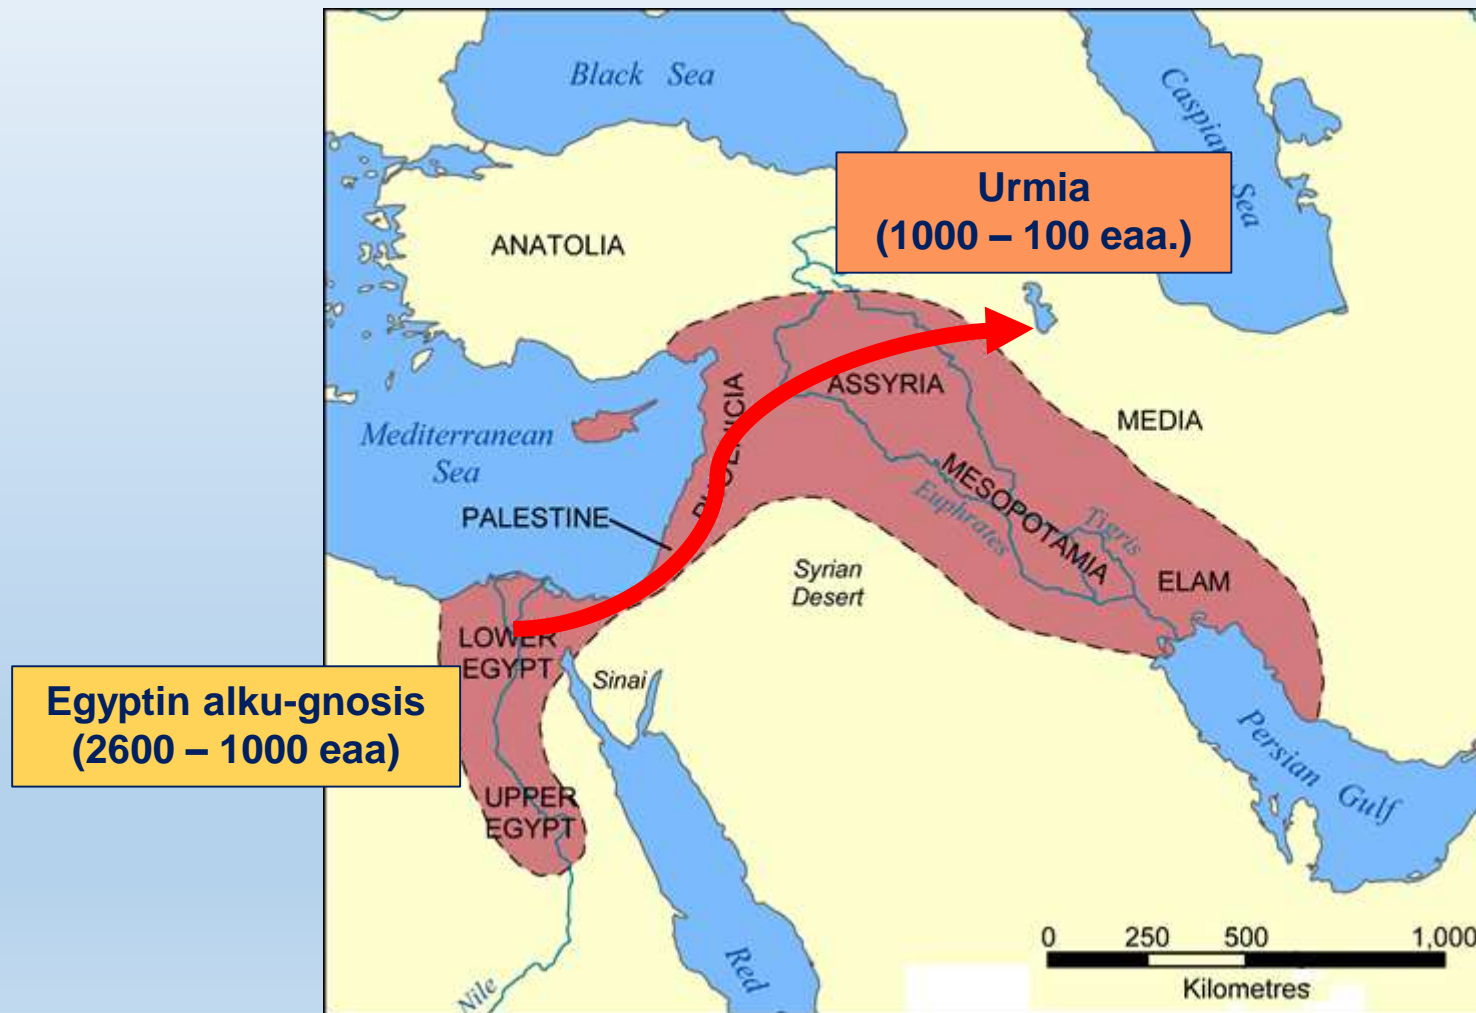 Black Sea
Caspian Sea
Urmia
(1000 – 100 eaa.)
ANATOLIA
ASSYRIA
MEDIA
Mediterranean
Sea
PALESTINE
MESOPOTAMIA
Euphrates
Tigris
ELAM
Syrian
Desert
LOWER
EGYPT
Sinai
Egyptin alku-gnosis
(2600 – 1000 eaa)
UPPER
EGYPT
Persian Gulf
Nile
Red
0 250 500 1,000
Kilometres